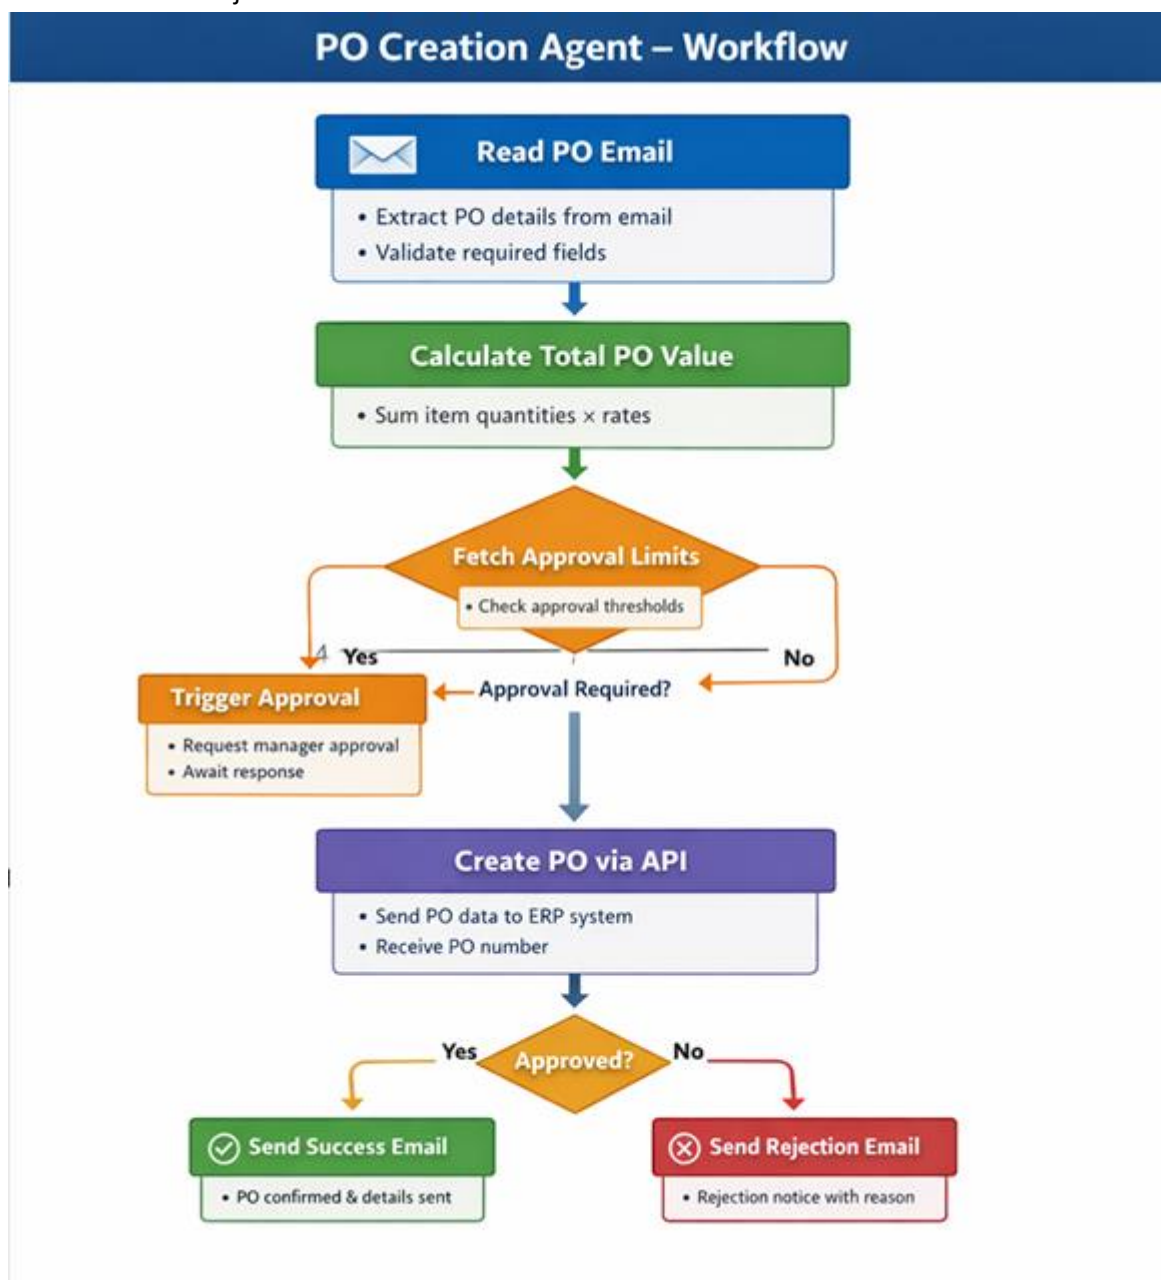 PO Creation Agent – Workflow
Read PO Email
• Extract PO details from email
• Validate required fields
Calculate Total PO Value
• Sum item quantities × rates
Fetch Approval Limits
• Check approval thresholds
Yes
No
Approval Required?
Trigger Approval
• Request manager approval
• Await response
Create PO via API
• Send PO data to ERP system
• Receive PO number
Yes
Approved?
No
Send Success Email
• PO confirmed & details sent
Send Rejection Email
• Rejection notice with reason